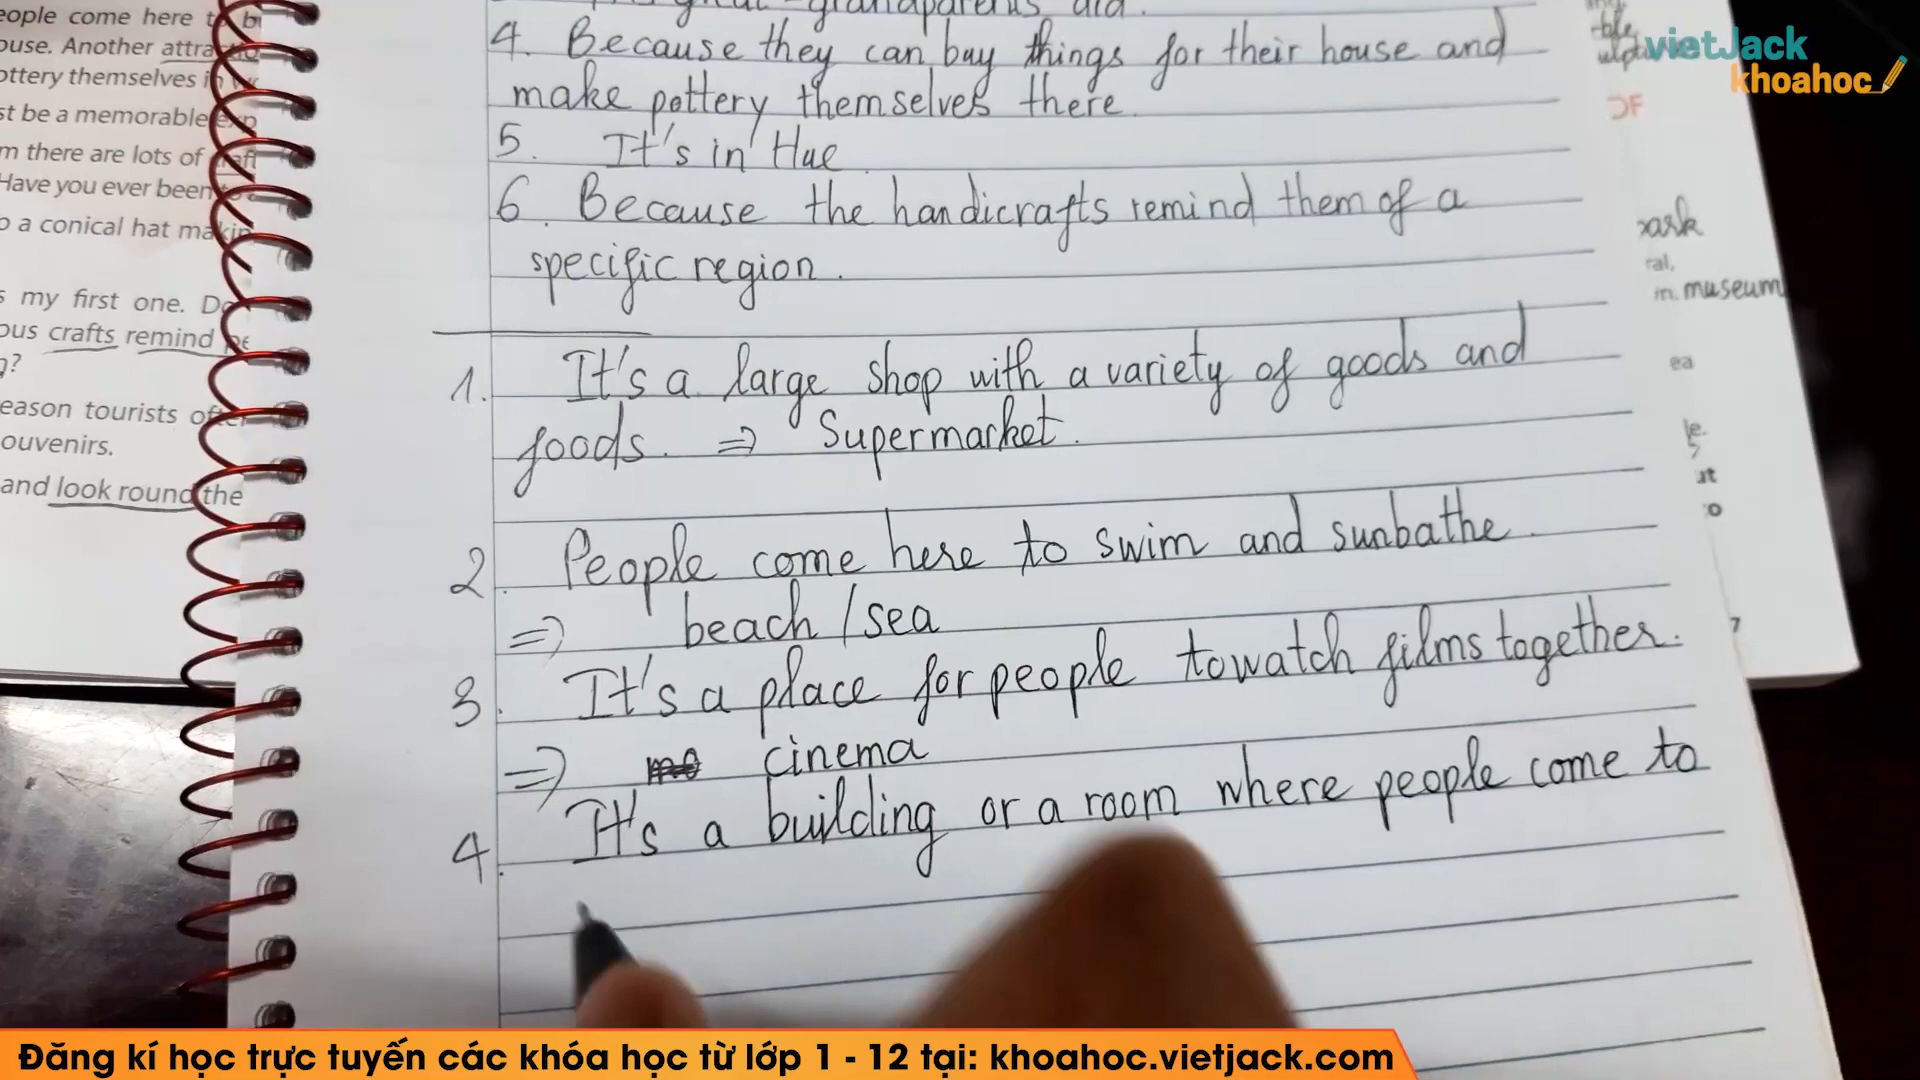 eople come here t
ouse. Another
ottery themselves
st be a memorable exp
m there are lots of craft
Have you ever been
o a conical hat
s my first one.
ous crafts remind
eason tourists
ouvenirs.
and look round the
grandparents did.
4. Because they can buy things for their house and
make pottery themselves there.
5. It's in Hue
6. Because the handicrafts remind them of a
specific region.
1. It's a large shop with a variety of goods and
foods. => Supermarket.
2. People come here to swim and sunbathe.
=> beach / sea
3. It's a place for people to watch films together.
=> cinema
4. It's a building or a room where people come to
vietJack
khoahoc
museum
Đăng kí học trực tuyến các khóa học từ lớp 1 - 12 tại: khoahoc.vietjack.com